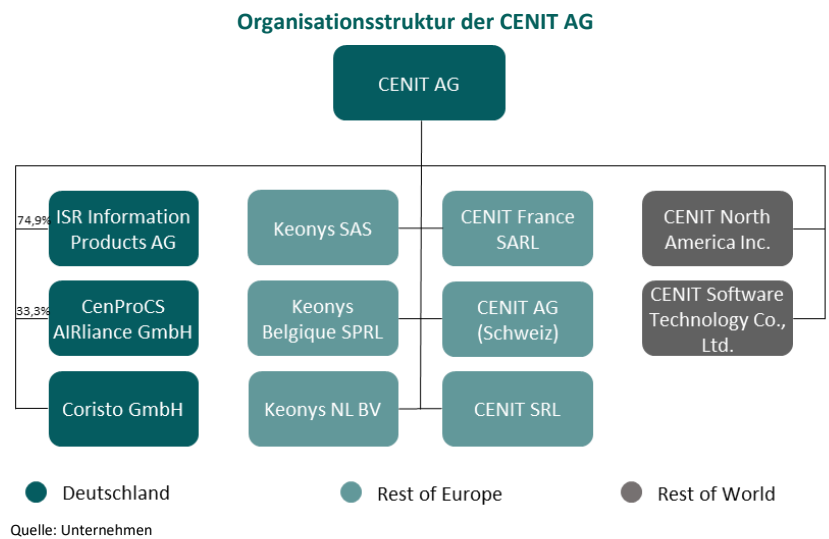 Organisationsstruktur der CENIT AG
CENIT AG
74,9%
ISR Information
Products AG
Keonys SAS
CENIT France
SARL
CENIT North
America Inc.
33,3%
CenProCS
AIRliance GmbH
Keonys
Belgique SPRL
CENIT AG
(Schweiz)
CENIT Software
Technology Co.,
Ltd.
Coristo GmbH
Keonys NL BV
CENIT SRL
Deutschland
Rest of Europe
Rest of World
Quelle: Unternehmen